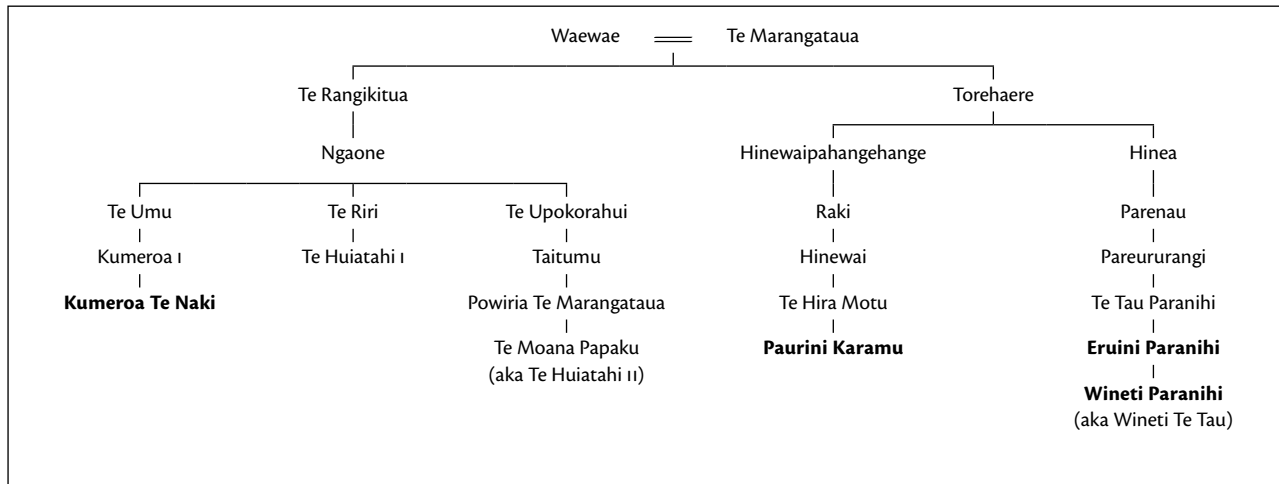 Waewae Te Marangataua
Te Rangikitua Torehaere
Ngaone Hinewaipahangehange Hinea
Te Umu Te Riri Te Upokorahui Raki Parenau
Kumeroa I Te Huiatahi I Taitumu Hinewai Pareururangi
Kumeroa Te Naki Powiria Te Marangataua Te Hira Motu Te Tau Paranihi
Te Moana Papaku Paurini Karamu Eruini Paranihi
(aka Te Huiatahi II)
Wineti Paranihi
(aka Wineti Te Tau)